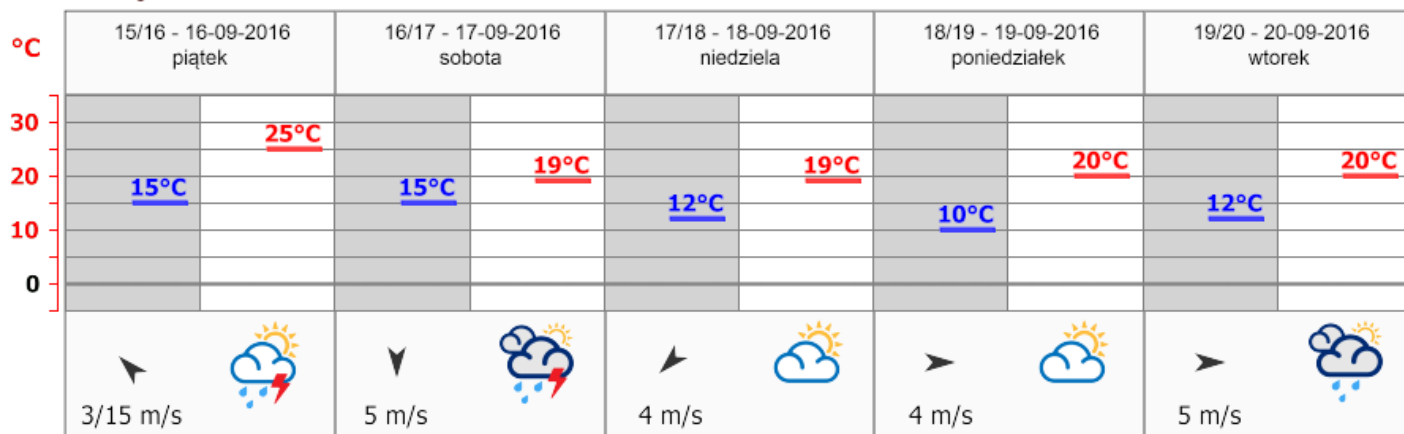 °C
15/16 - 16-09-2016
piątek
16/17 - 17-09-2016
sobota
17/18 - 18-09-2016
niedziela
18/19 - 19-09-2016
poniedziałek
19/20 - 20-09-2016
wtorek
30
20
10
0
15°C
25°C
15°C
19°C
12°C
19°C
10°C
20°C
12°C
20°C
3/15 m/s
5 m/s
4 m/s
4 m/s
5 m/s